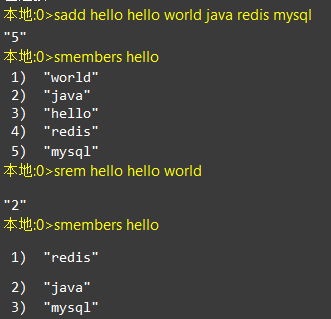 本地:0>sadd hello hello world java redis mysql
"5"
本地:0>smembers hello
1) "world"
2) "java"
3) "hello"
4) "redis"
5) "mysql"
本地:0>srem hello hello world
"2"
本地:0>smembers hello
1) "redis"
2) "java"
3) "mysql"